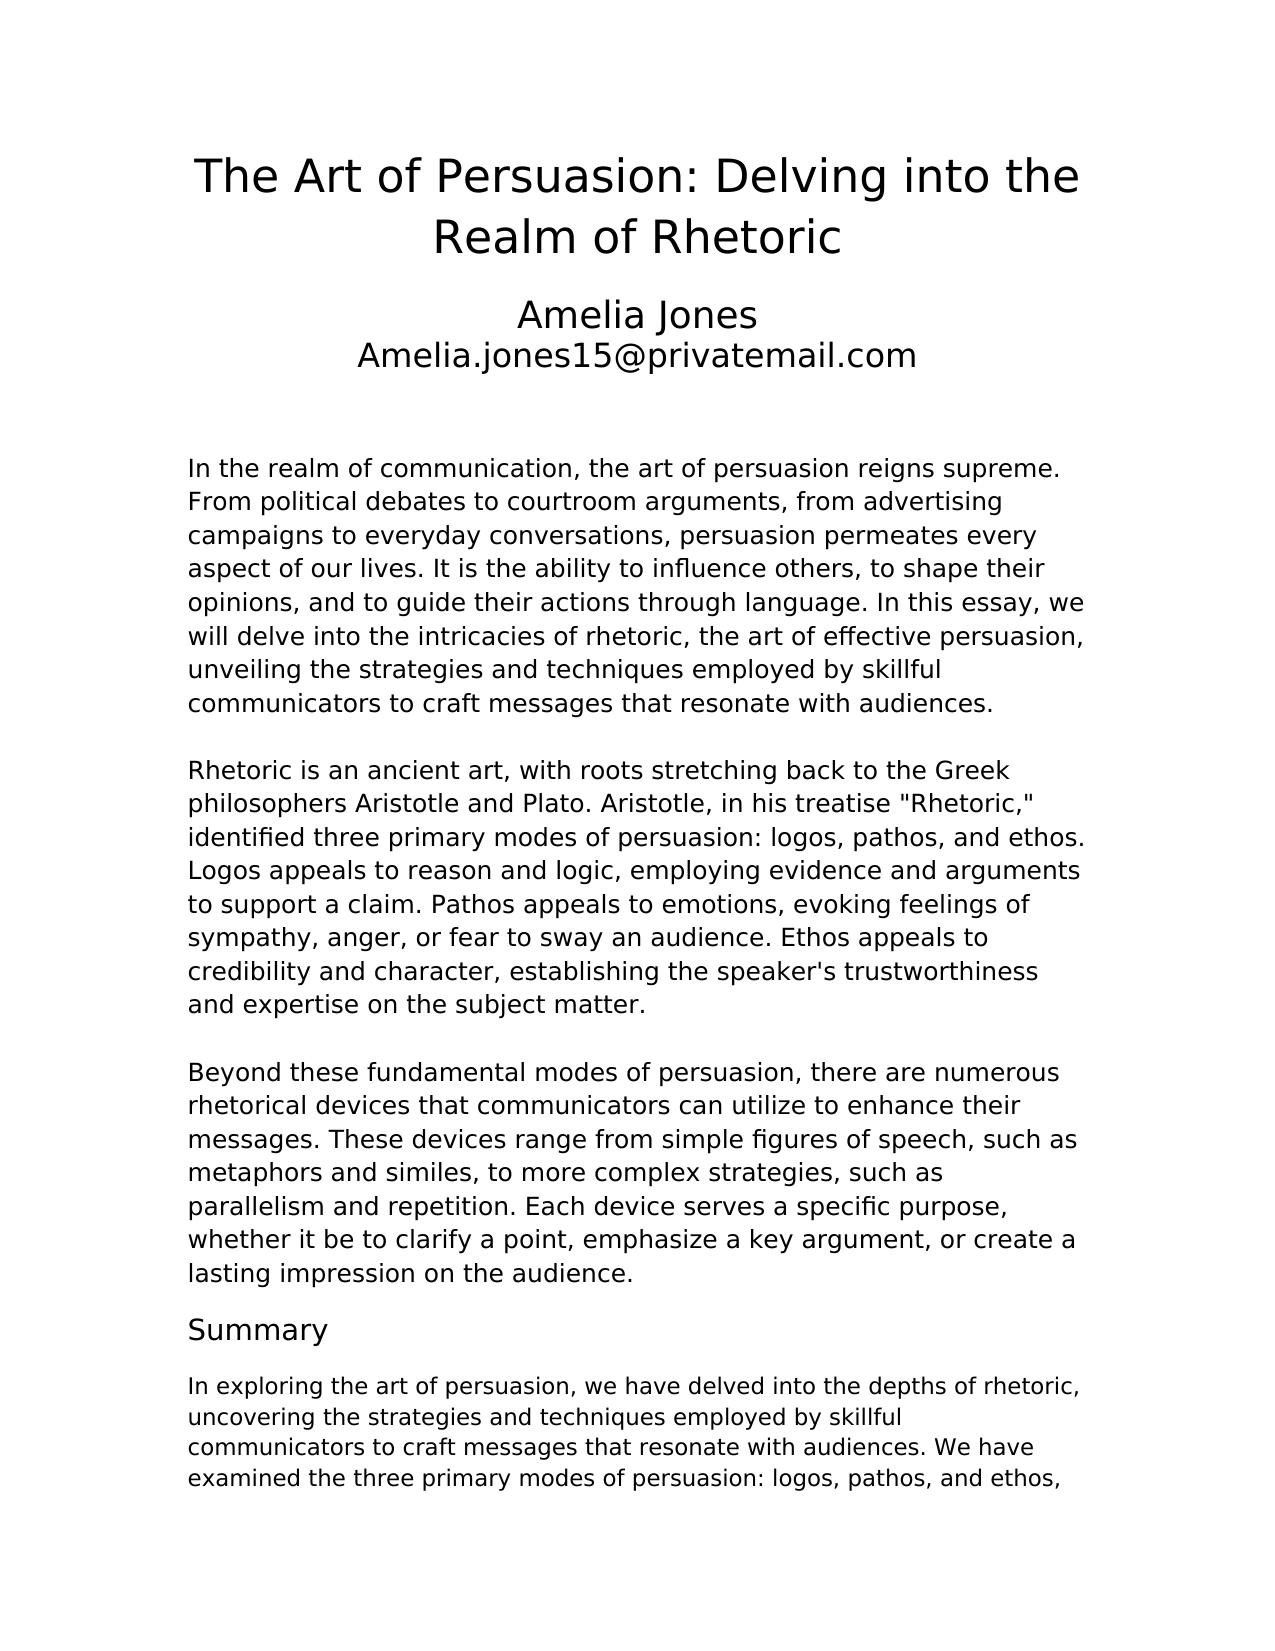 The Art of Persuasion: Delving into the
Realm of Rhetoric
Amelia Jones
Amelia.jones15@privatemail.com
In the realm of communication, the art of persuasion reigns supreme.
From political debates to courtroom arguments, from advertising
campaigns to everyday conversations, persuasion permeates every
aspect of our lives. It is the ability to influence others, to shape their
opinions, and to guide their actions through language. In this essay, we
will delve into the intricacies of rhetoric, the art of effective persuasion,
unveiling the strategies and techniques employed by skillful
communicators to craft messages that resonate with audiences.
Rhetoric is an ancient art, with roots stretching back to the Greek
philosophers Aristotle and Plato. Aristotle, in his treatise "Rhetoric,"
identified three primary modes of persuasion: logos, pathos, and ethos.
Logos appeals to reason and logic, employing evidence and arguments
to support a claim. Pathos appeals to emotions, evoking feelings of
sympathy, anger, or fear to sway an audience. Ethos appeals to
credibility and character, establishing the speaker's trustworthiness
and expertise on the subject matter.
Beyond these fundamental modes of persuasion, there are numerous
rhetorical devices that communicators can utilize to enhance their
messages. These devices range from simple figures of speech, such as
metaphors and similes, to more complex strategies, such as
parallelism and repetition. Each device serves a specific purpose,
whether it be to clarify a point, emphasize a key argument, or create a
lasting impression on the audience.
Summary
In exploring the art of persuasion, we have delved into the depths of rhetoric,
uncovering the strategies and techniques employed by skillful
communicators to craft messages that resonate with audiences. We have
examined the three primary modes of persuasion: logos, pathos, and ethos,